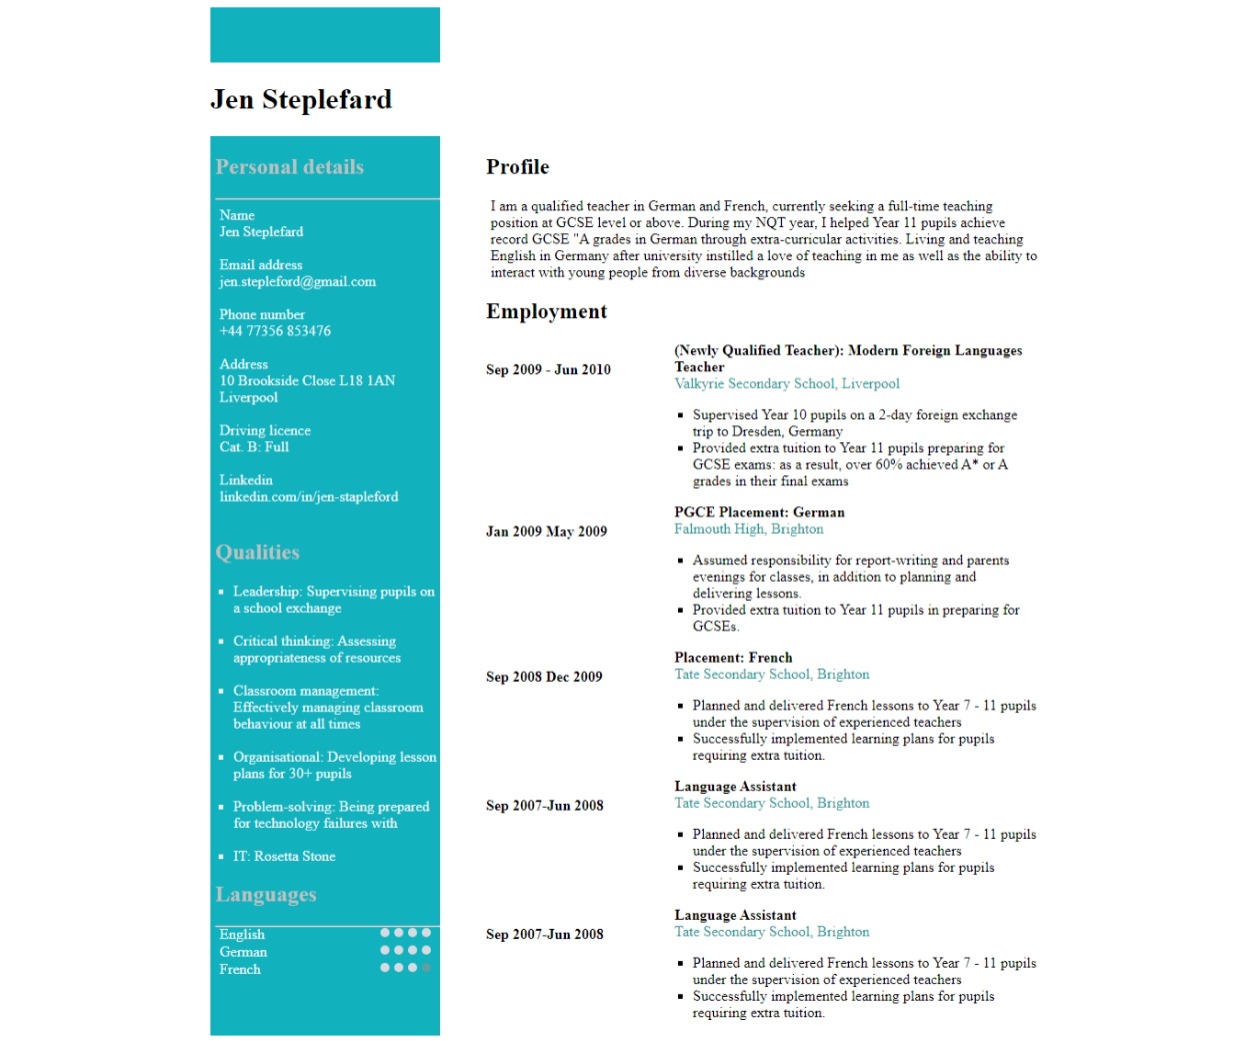 Jen Steplefard
Personal details
Name
Jen Steplefard
Email address
jen.stepleford@gmail.com
Phone number
+44 77356 853476
Address
10 Brookside Close L18 1AN
Liverpool
Driving licence
Cat. B: Full
Linkedin
linkedin.com/in/jen-stapleford
Qualities
Leadership: Supervising pupils on
a school exchange
Critical thinking: Assessing
appropriateness of resources
Classroom management:
Effectively managing classroom
behaviour at all times
Organisational: Developing lesson
plans for 30+ pupils
Problem-solving: Being prepared
for technology failures with
IT: Rosetta Stone
Languages
English
German
French
Profile
I am a qualified teacher in German and French, currently seeking a full-time teaching
position at GCSE level or above. During my NQT year, I helped Year 11 pupils achieve
record GCSE "A grades in German through extra-curricular activities. Living and teaching
English in Germany after university instilled a love of teaching in me as well as the ability to
interact with young people from diverse backgrounds
Employment
Sep 2009 - Jun 2010
(Newly Qualified Teacher): Modern Foreign Languages
Teacher
Valkyrie Secondary School, Liverpool
Supervised Year 10 pupils on a 2-day foreign exchange
trip to Dresden, Germany
Provided extra tuition to Year 11 pupils preparing for
GCSE exams: as a result, over 60% achieved A* or A
grades in their final exams
Jan 2009 May 2009
PGCE Placement: German
Falmouth High, Brighton
Assumed responsibility for report-writing and parents
evenings for classes, in addition to planning and
delivering lessons.
Provided extra tuition to Year 11 pupils in preparing for
GCSEs.
Sep 2008 Dec 2009
Placement: French
Tate Secondary School, Brighton
Planned and delivered French lessons to Year 7 - 11 pupils
under the supervision of experienced teachers
Successfully implemented learning plans for pupils
requiring extra tuition.
Sep 2007-Jun 2008
Language Assistant
Tate Secondary School, Brighton
Planned and delivered French lessons to Year 7 - 11 pupils
under the supervision of experienced teachers
Successfully implemented learning plans for pupils
requiring extra tuition.
Sep 2007-Jun 2008
Language Assistant
Tate Secondary School, Brighton
Planned and delivered French lessons to Year 7 - 11 pupils
under the supervision of experienced teachers
Successfully implemented learning plans for pupils
requiring extra tuition.